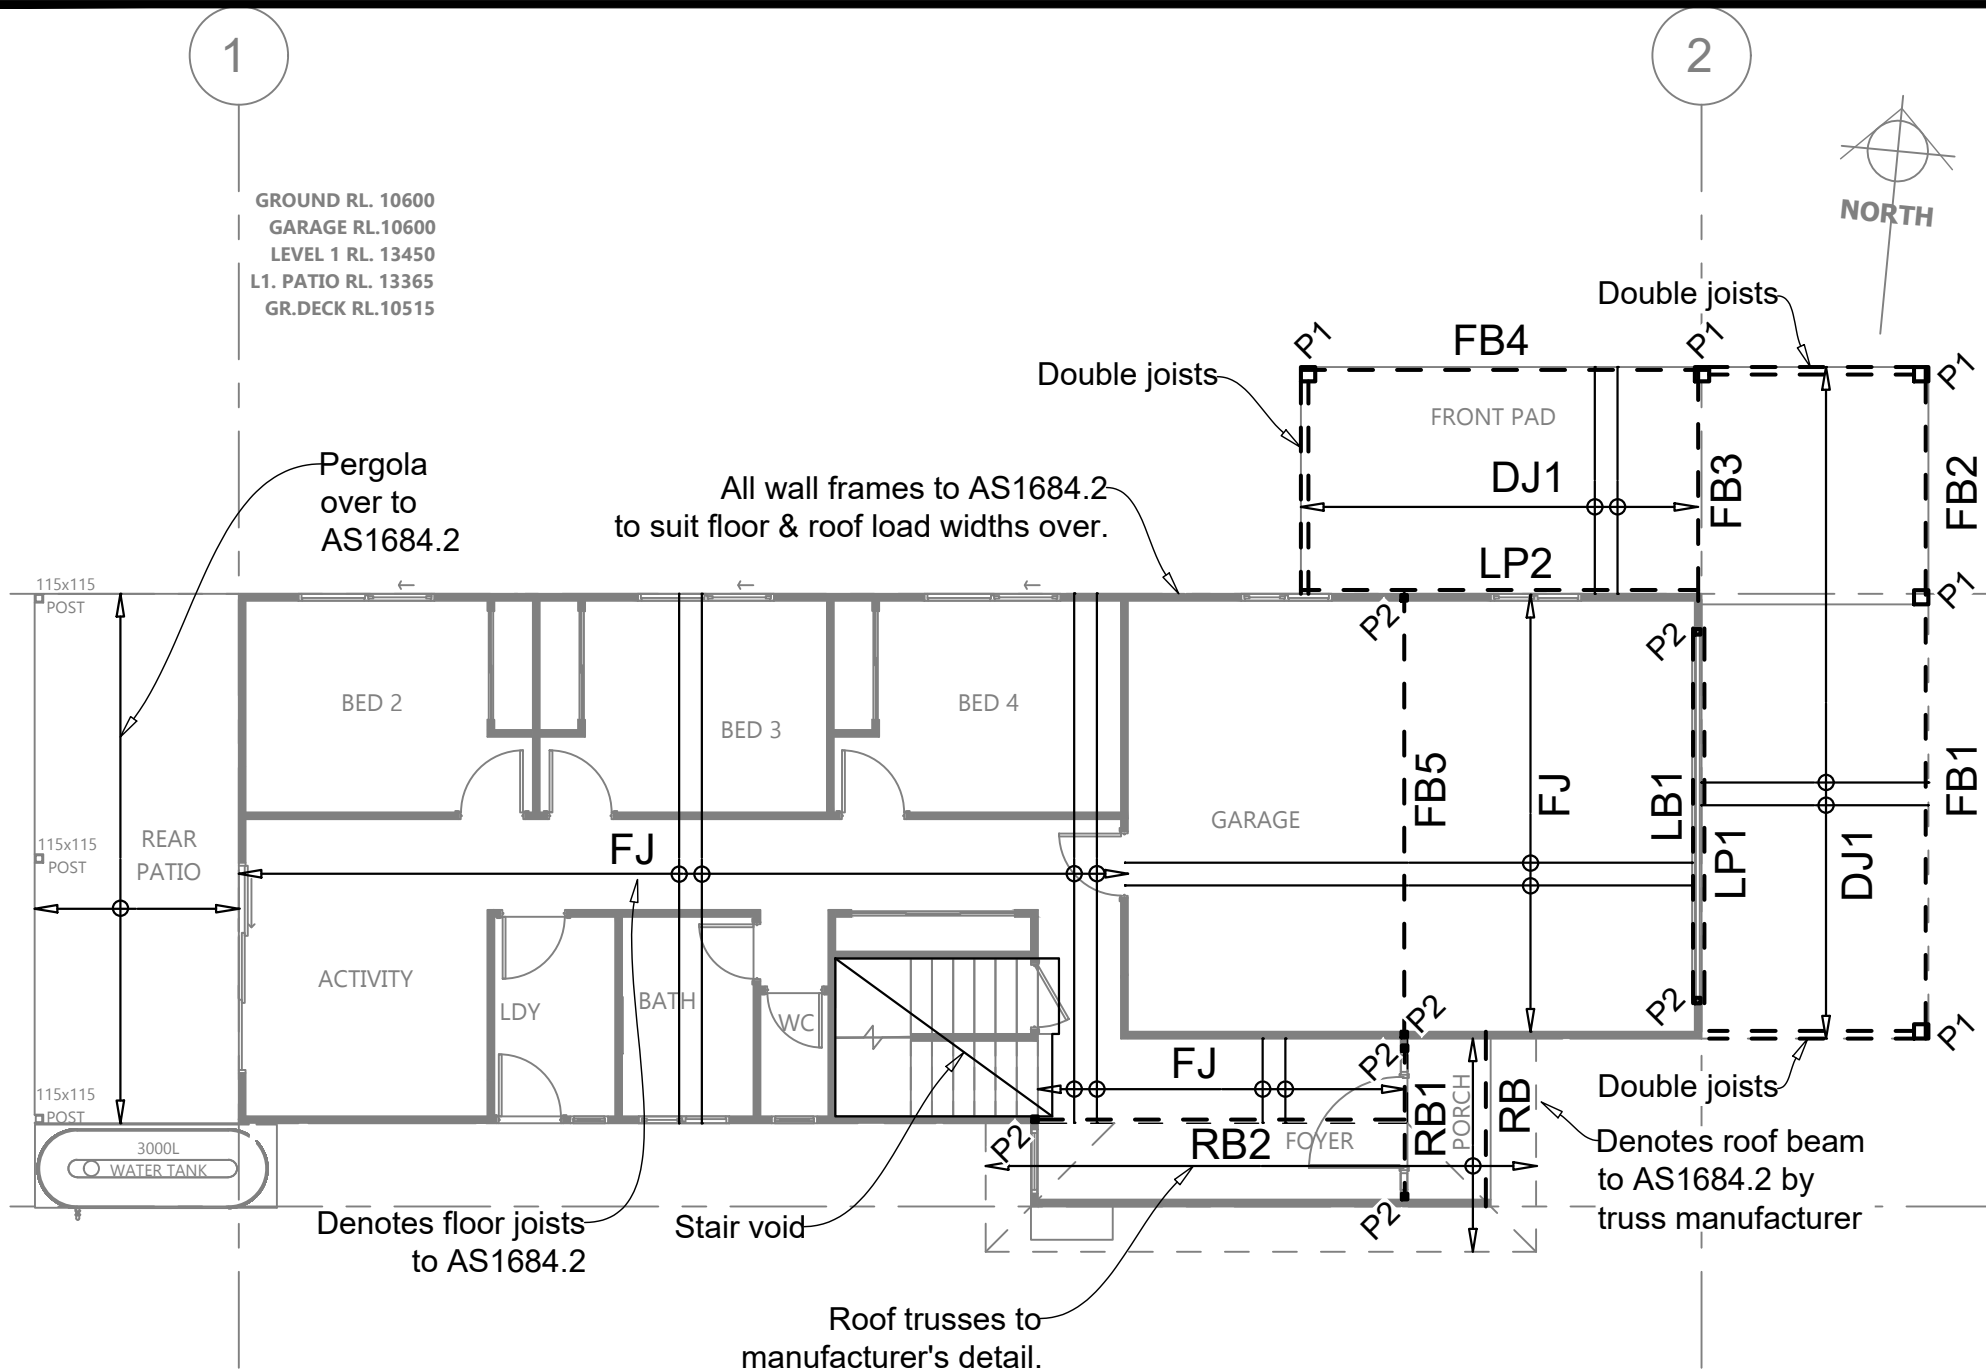 1
2
GROUND RL. 10600
GARAGE RL.10600
LEVEL 1 RL. 13450
L1. PATIO RL. 13365
GR.DECK RL.10515
NORTH
Double joists
P1
FB4
P1
P1
Double joists
FRONT PAD
Pergola
over to
AS1684.2
All wall frames to AS1684.2
to suit floor & roof load widths over.
DJ1
FB3
FB2
LP2
115x115
POST
P1
P2
P2
BED 2
BED 3
BED 4
FB5
FJ
LB1
FB1
GARAGE
REAR
PATIO
115x115
POST
FJ
LP1
DJ1
ACTIVITY
LDY
BATH
WC
P2
P2
P1
P2
FJ
RB1
PORCH
RB
Double joists
115x115
POST
P2
RB2
FOYER
3000L
WATER TANK
Denotes roof beam
to AS1684.2 by
truss manufacturer
P2
Denotes floor joists
to AS1684.2
Stair void
Roof trusses to
manufacturer's detail.